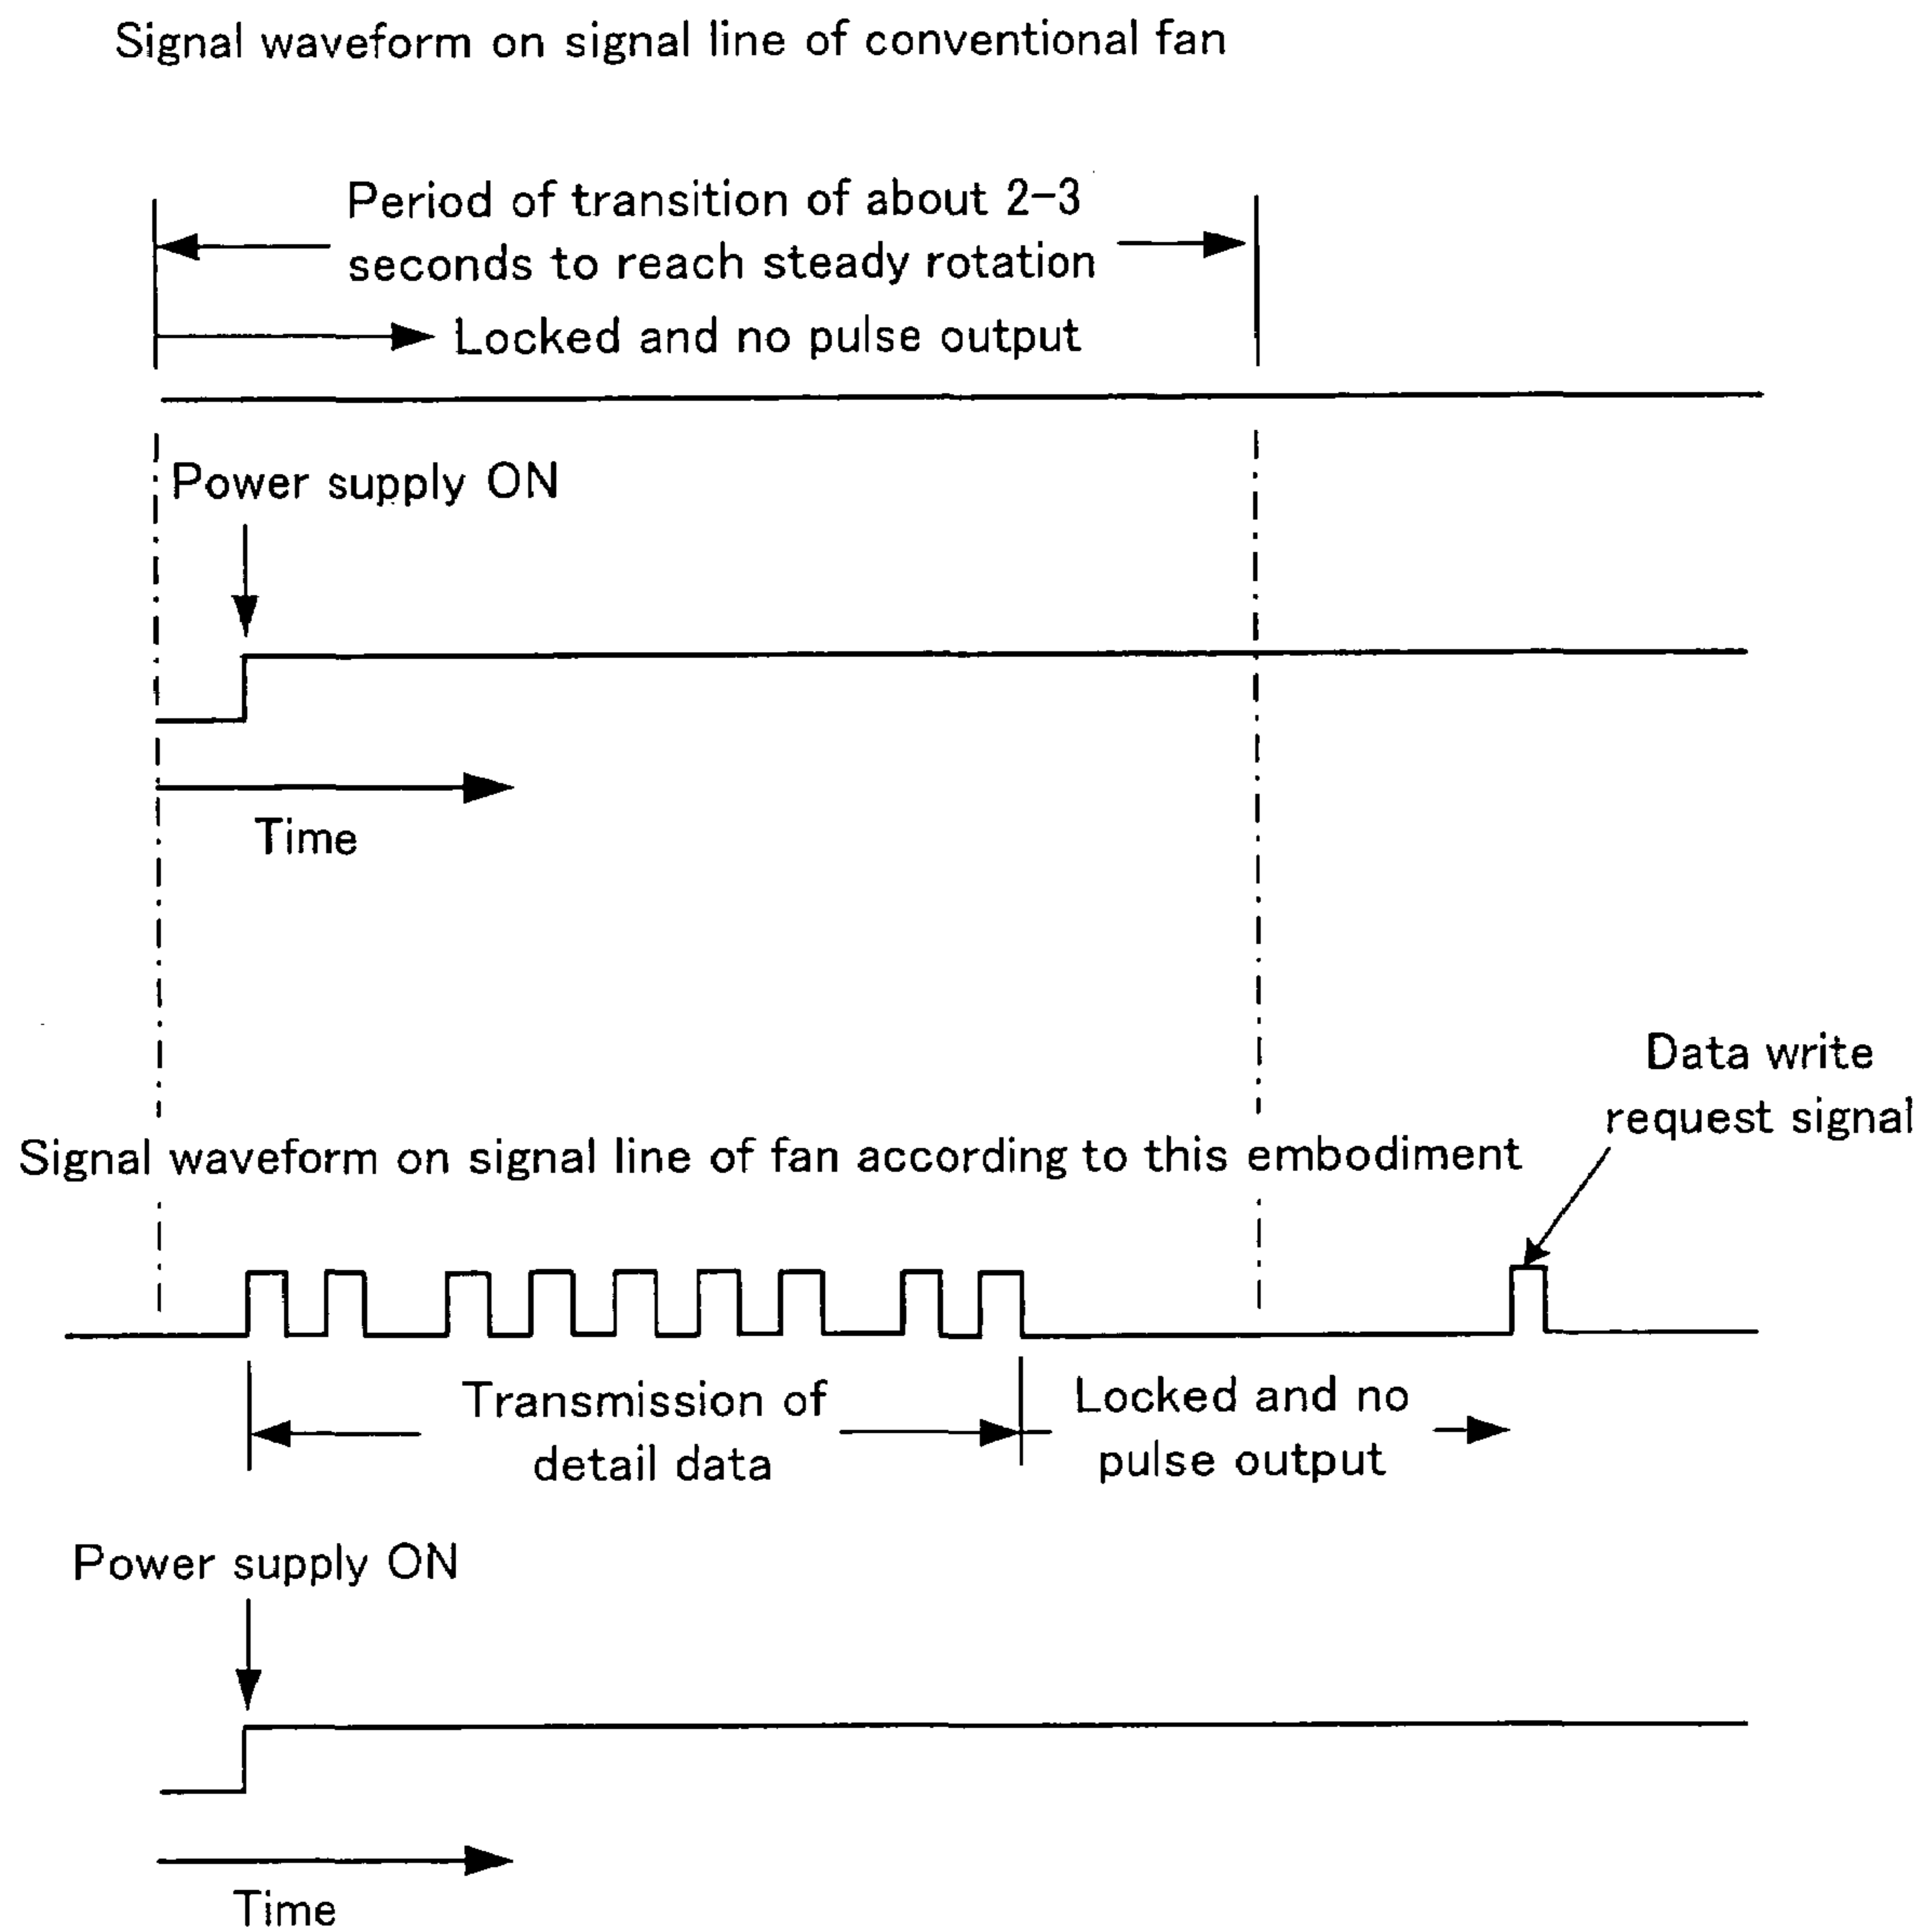 Signal waveform on signal line of conventional fan
Period of transition of about 2-3
seconds to reach steady rotation
Locked and no pulse output
Power supply ON
Time
Data write
request signal
Signal waveform on signal line of fan according to this embodiment
Transmission of
detail data
Locked and no
pulse output
Power supply ON
Time